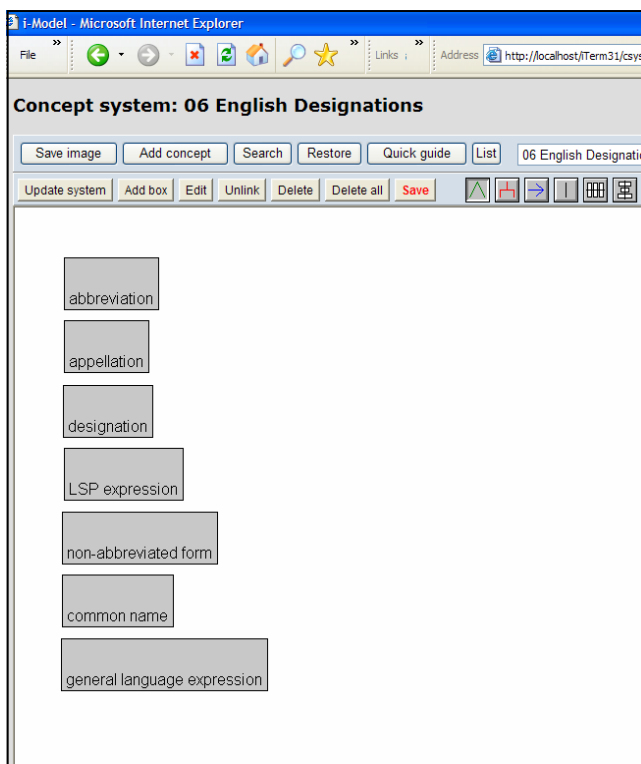 i-Model - Microsoft Internet Explorer
File » » Links » Address http://localhost/iTerm31/csys
Concept system: 06 English Designations
Save image Add concept Search Restore Quick guide List 06 English Designatio
Update system Add box Edit Unlink Delete Delete all Save
abbreviation
appellation
designation
LSP expression
non-abbreviated form
common name
general language expression